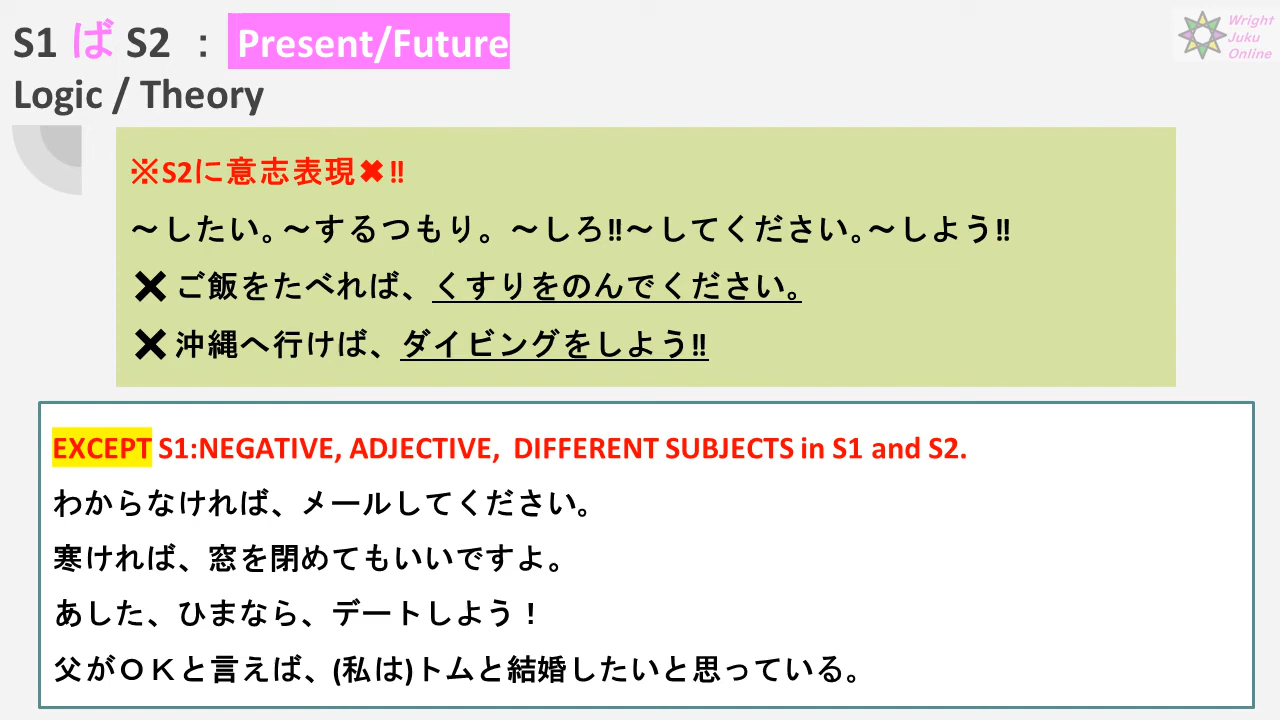 S1 ば S2 ： Present/Future
Logic / Theory
Wright
Juku
Online
※S2に意志表現✖‼
～したい。～するつもり。～しろ‼～してください。～しよう‼
❌ ご飯をたべれば、くすりをのんでください。
❌ 沖縄へ行けば、ダイビングをしよう‼
EXCEPT S1:NEGATIVE, ADJECTIVE, DIFFERENT SUBJECTS in S1 and S2.
わからなければ、メールしてください。
寒ければ、窓を閉めてもいいですよ。
あした、ひまなら、デートしよう！
父がＯＫと言えば、(私は)トムと結婚したいと思っている。